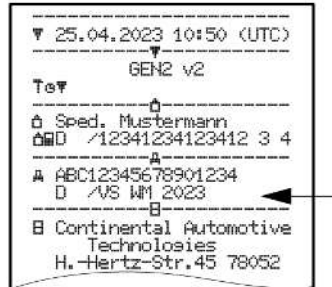 ▼ 25.04.2023 10:50 (UTC)
GEN2 v2
T⊙▼
Sped. Mustermann
D /12341234123412 3 4
ABC12345678901234
D /VS WM 2023
Continental Automotive
Technologies
H.-Hertz-Str.45 78052